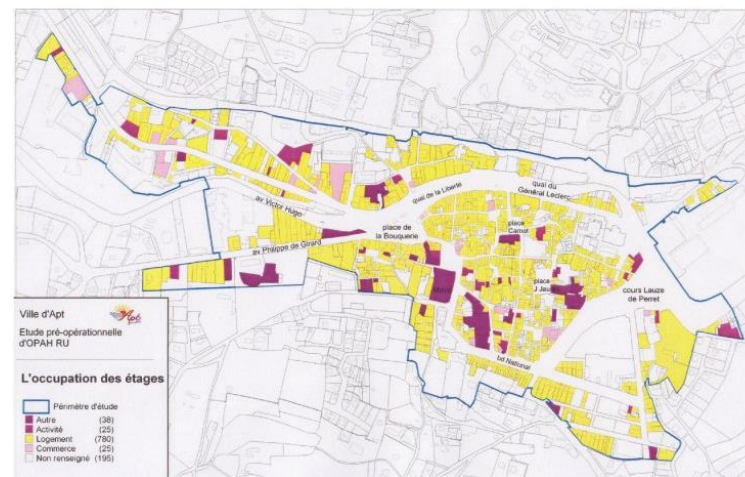 quai de la Liberté
quai du
Général Leclerc
av Victor Hugo
place
Carnot
place de
la Bouquerie
av Philippe de Girard
place
J Jau
cours Lauze
de Perret
bd National
Ville d'Apt
Apt
Etude pré-opérationnelle
d'OPAH RU
L'occupation des étages
Périmètre d'étude
Autre (38)
Activité (25)
Logement (780)
Commerce (25)
Non renseigné (195)